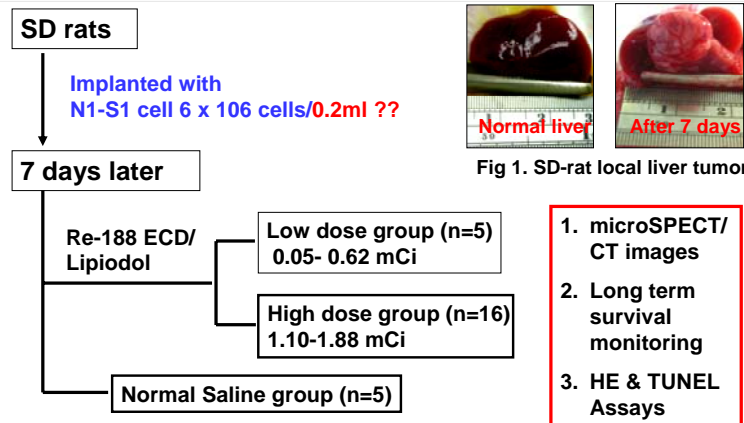 SD rats
Implanted with
N1-S1 cell 6 x 106 cells/0.2ml ??
Normal liver
After 7 days
Fig 1. SD-rat local liver tumor
7 days later
Re-188 ECD/
Lipiodol
Low dose group (n=5)
0.05- 0.62 mCi
High dose group (n=16)
1.10-1.88 mCi
Normal Saline group (n=5)
1. microSPECT/
CT images
2. Long term
survival
monitoring
3. HE & TUNEL
Assays